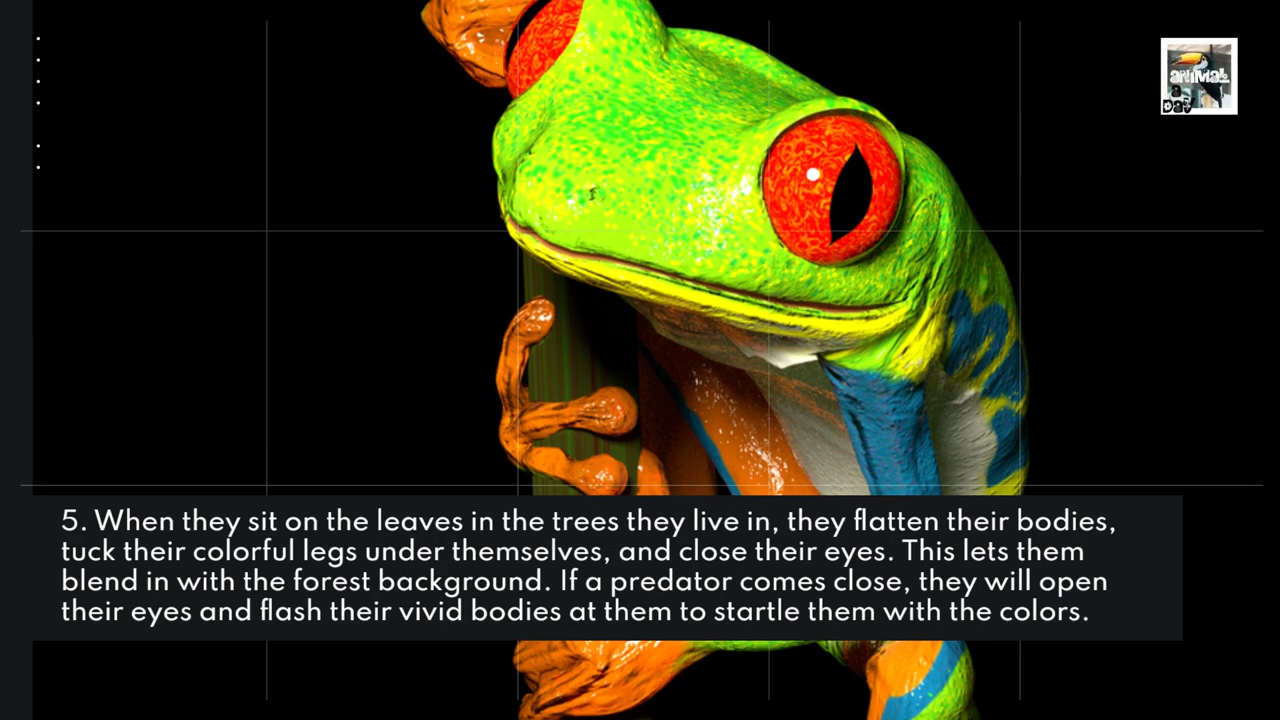 ANIMAL
5. When they sit on the leaves in the trees they live in, they flatten their bodies,
tuck their colorful legs under themselves, and close their eyes. This lets them
blend in with the forest background. If a predator comes close, they will open
their eyes and flash their vivid bodies at them to startle them with the colors.